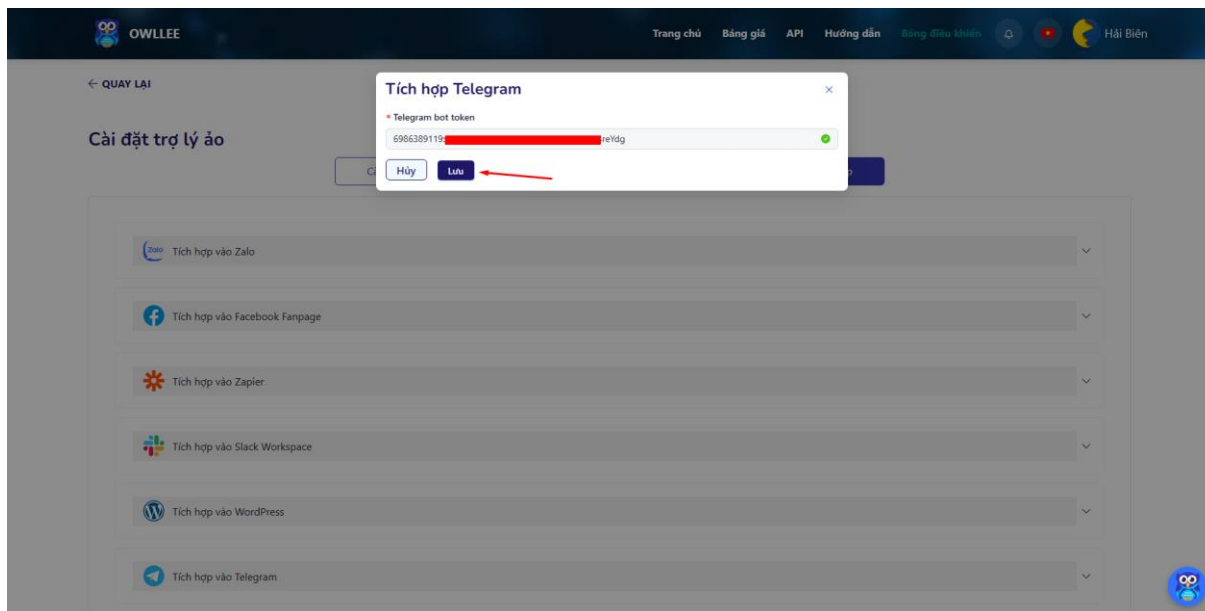 OWLLEE
Trang chủ Bảng giá API Hướng dẫn Bảng điều khiển Hải Biên
← QUAY LẠI
Tích hợp Telegram
* Telegram bot token
6986389119: reYdg
Hủy Lưu
Cài đặt trợ lý ảo
Zalo Tích hợp vào Zalo
Tích hợp vào Facebook Fanpage
Tích hợp vào Zapier
Tích hợp vào Slack Workspace
Tích hợp vào WordPress
Tích hợp vào Telegram